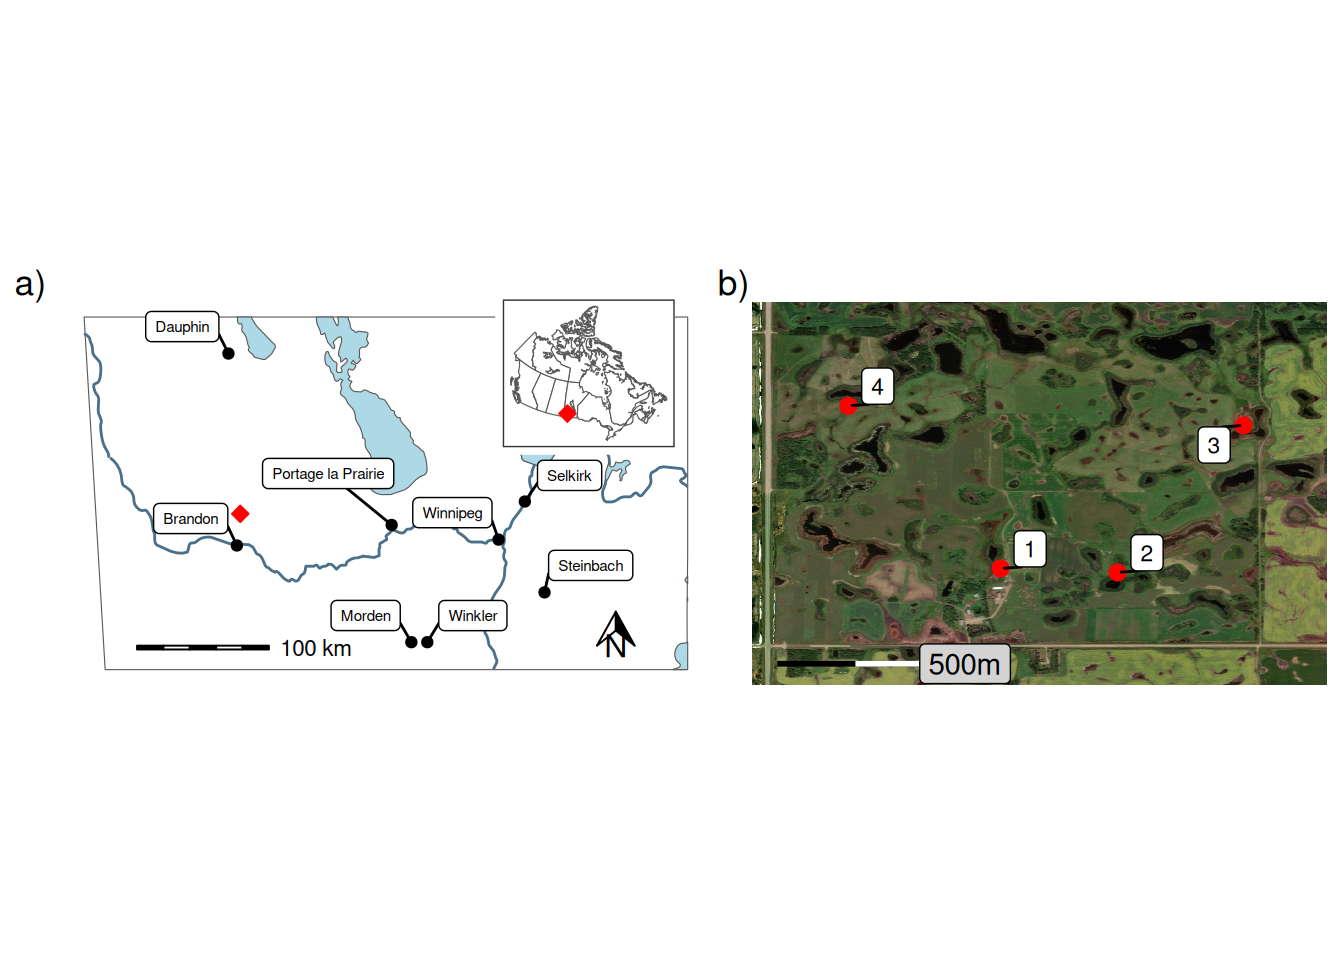 a)
Dauphin
Portage la Prairie
Selkirk
Brandon
Winnipeg
Steinbach
Morden
Winkler
100 km
N
b)
4
3
1
2
500m